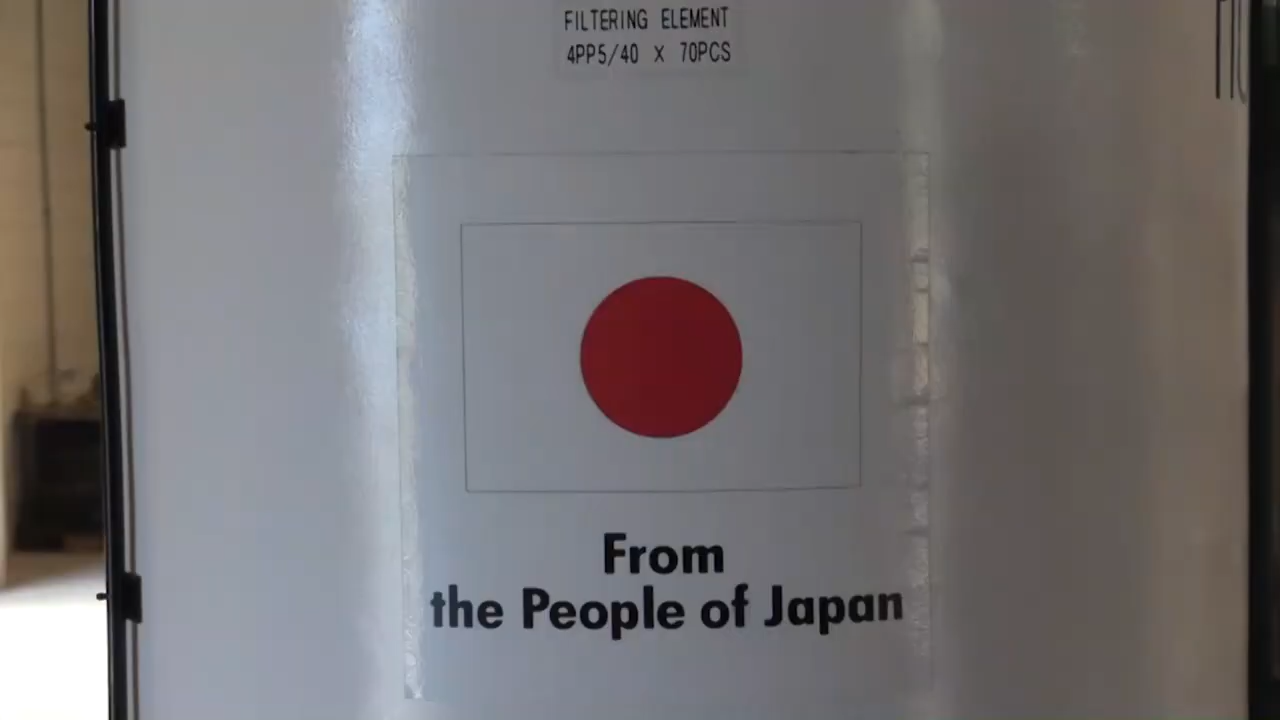 FILTERING ELEMENT
4PP5/40 X 70PCS
From
the People of Japan